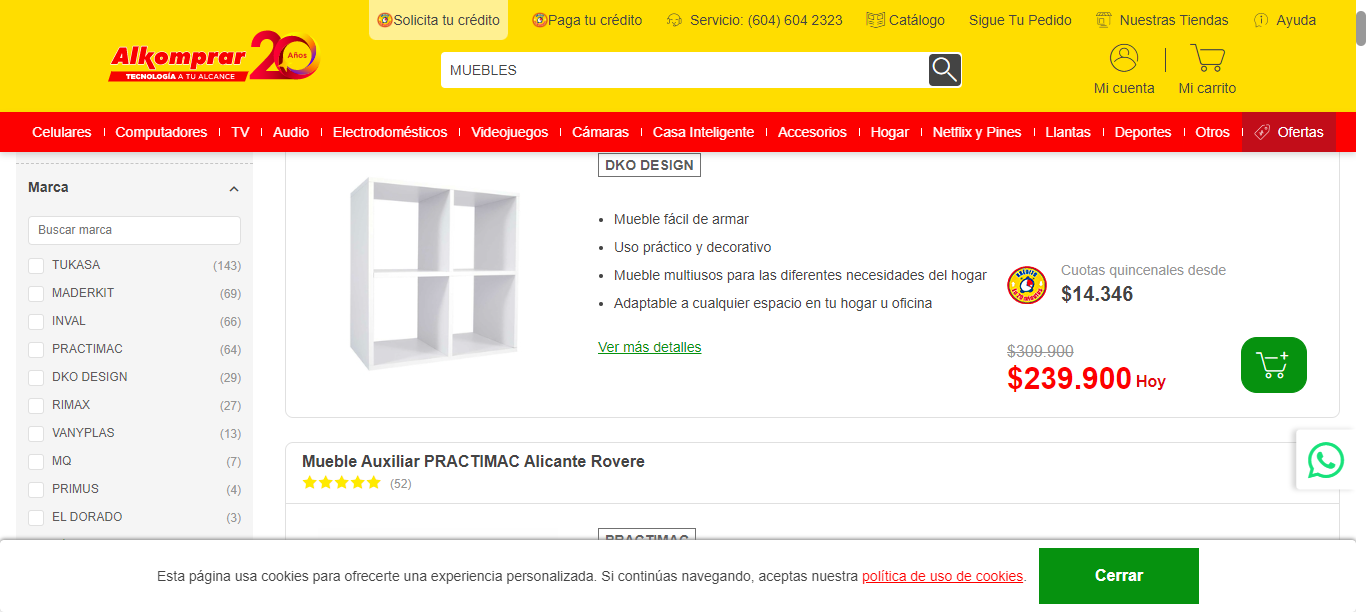 Solicita tu crédito
Paga tu crédito
Servicio: (604) 604 2323
Catálogo
Sigue Tu Pedido
Nuestras Tiendas
Ayuda
Alkomprar 20 Años
TECNOLOGÍA A TU ALCANCE
MUEBLES
Mi cuenta
Mi carrito
Celulares
Computadores
TV
Audio
Electrodomésticos
Videojuegos
Cámaras
Casa Inteligente
Accesorios
Hogar
Netflix y Pines
Llantas
Deportes
Otros
Ofertas
Marca
Buscar marca
TUKASA (143)
MADERKIT (69)
INVAL (66)
PRACTIMAC (64)
DKO DESIGN (29)
RIMAX (27)
VANYPLAS (13)
MQ (7)
PRIMUS (4)
EL DORADO (3)
DKO DESIGN
Mueble fácil de armar
Uso práctico y decorativo
Mueble multiusos para las diferentes necesidades del hogar
Adaptable a cualquier espacio en tu hogar u oficina
Ver más detalles
Cuotas quincenales desde
$14.346
$309.900
$239.900 Hoy
Mueble Auxiliar PRACTIMAC Alicante Rovere
(52)
PRACTIMAC
Esta página usa cookies para ofrecerte una experiencia personalizada. Si continúas navegando, aceptas nuestra política de uso de cookies.
Cerrar